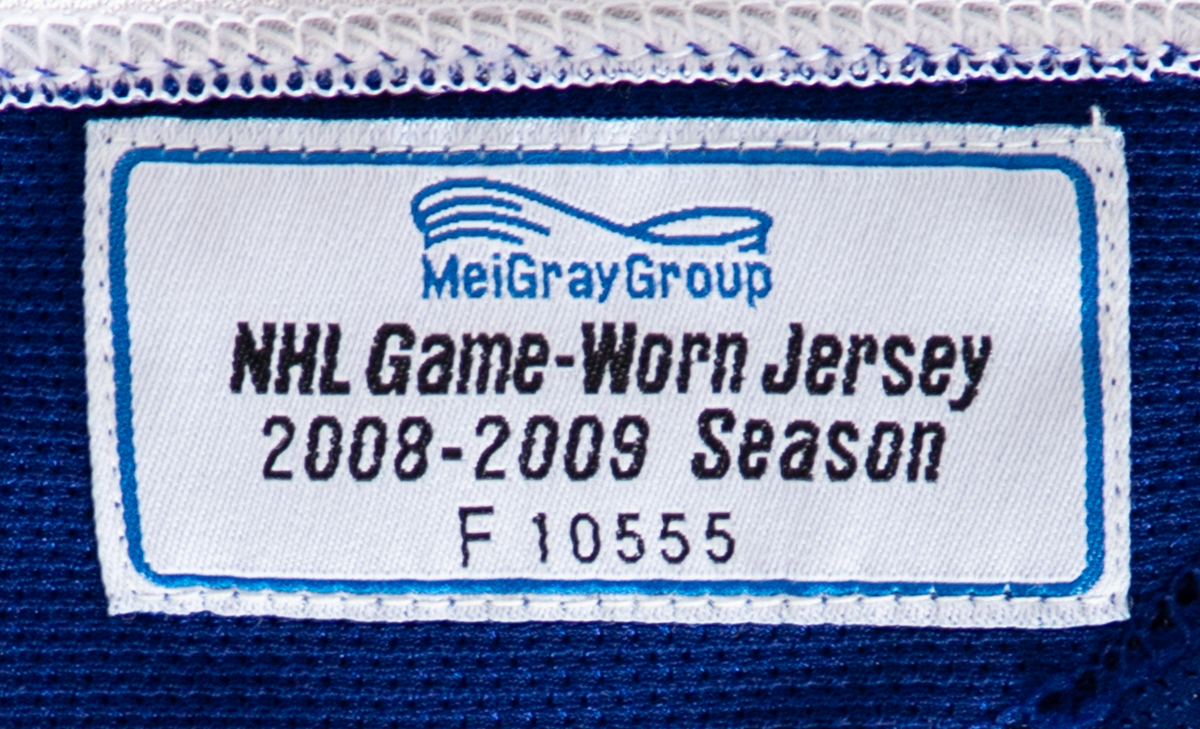 MeiGrayGroup
NHL Game-Worn Jersey
2008-2009 Season
F 10555